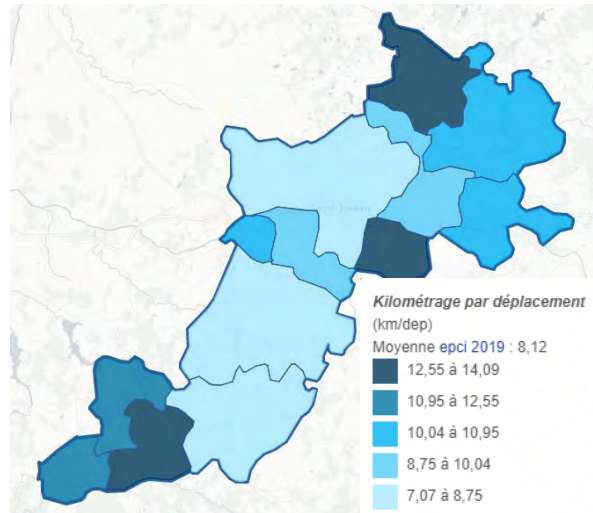 Kilométrage par déplacement
(km/dep)
Moyenne epci 2019 : 8,12
12,55 à 14,09
10,95 à 12,55
10,04 à 10,95
8,75 à 10,04
7,07 à 8,75